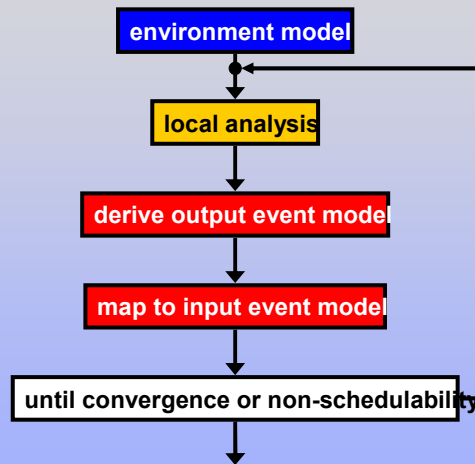 environment model
local analysis
derive output event model
map to input event model
until convergence or non-schedulability